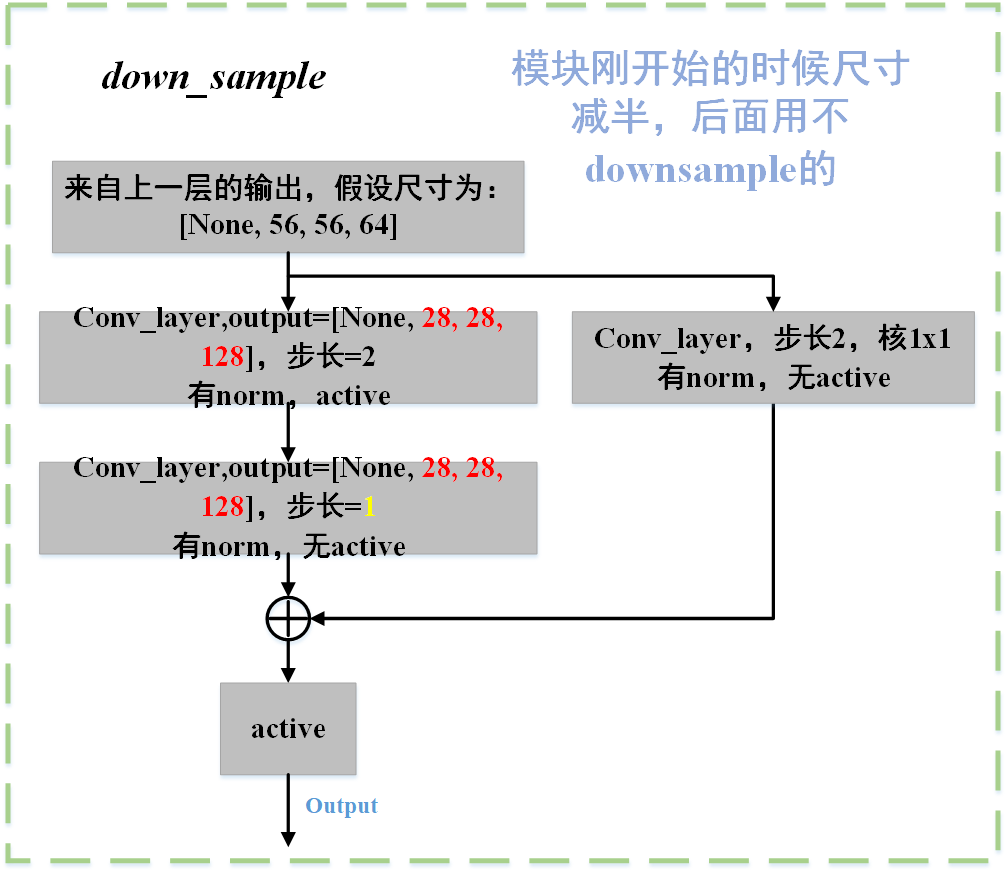 down_sample
模块刚开始的时候尺寸
减半，后面用不
downsample的
来自上一层的输出，假设尺寸为：
[None, 56, 56, 64]
Conv_layer,output=[None, 28, 28,
128]，步长=2
有norm，active
Conv_layer，步长2，核1x1
有norm，无active
Conv_layer,output=[None, 28, 28,
128]，步长=1
有norm，无active
active
Output